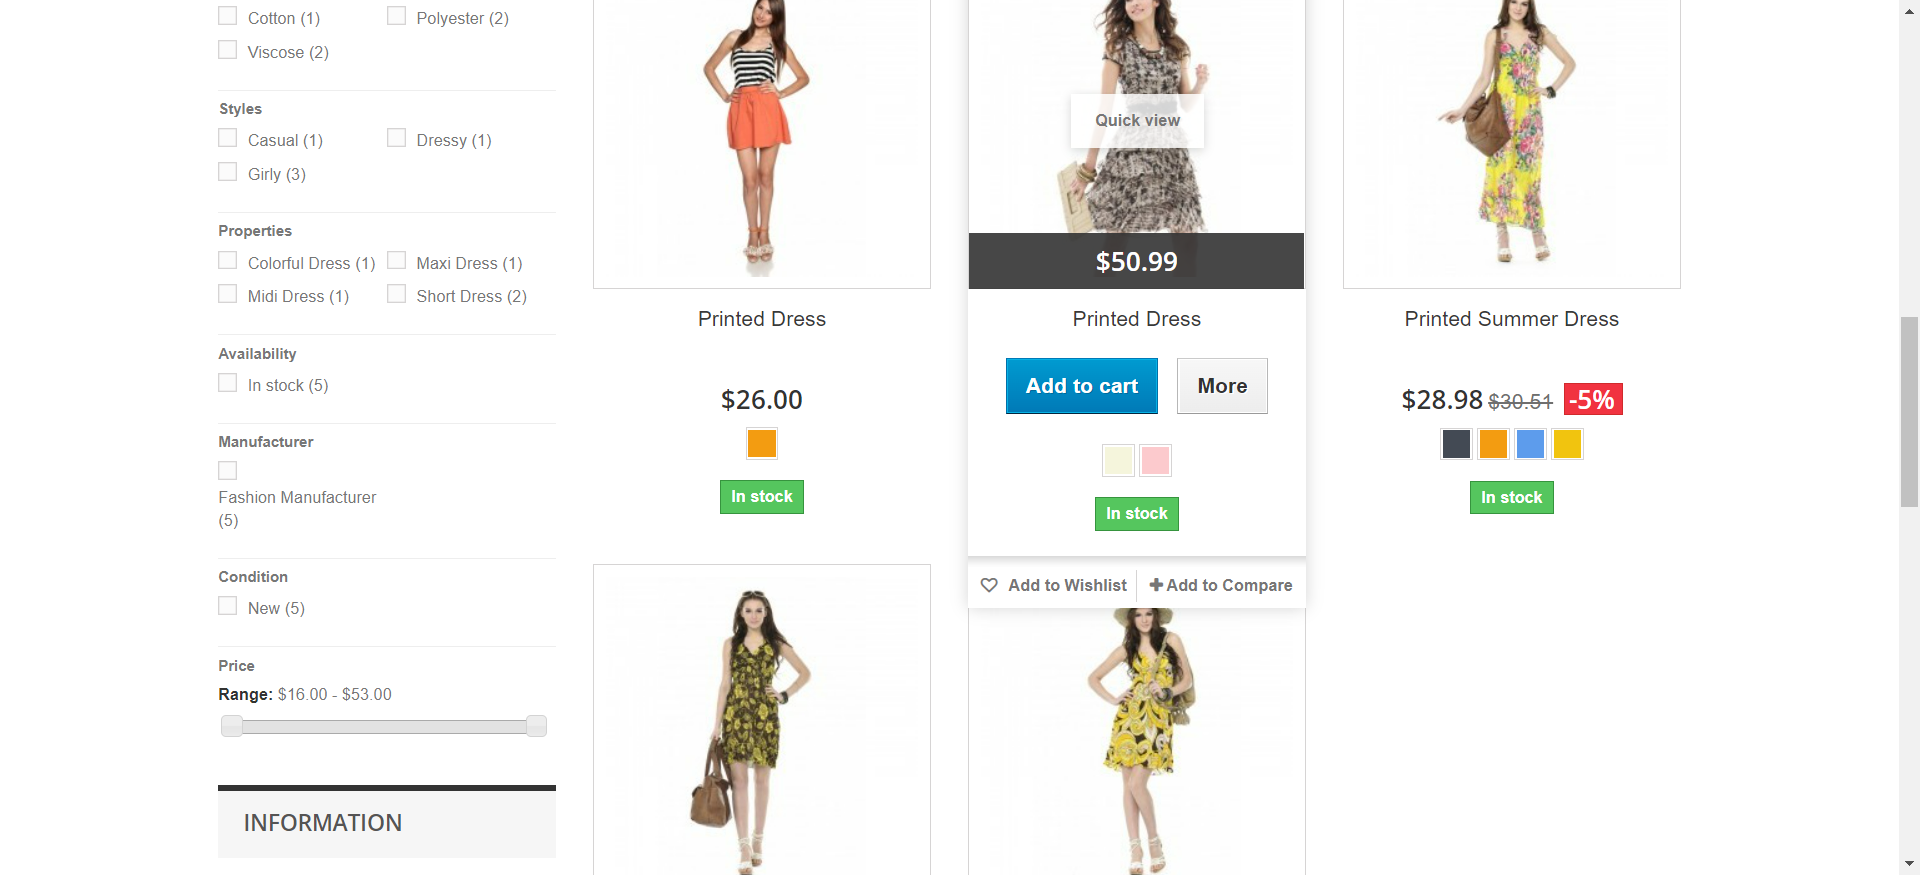 Cotton (1)
Polyester (2)
Viscose (2)
Styles
Casual (1)
Dressy (1)
Girly (3)
Properties
Colorful Dress (1)
Maxi Dress (1)
Midi Dress (1)
Short Dress (2)
Availability
In stock (5)
Manufacturer
Fashion Manufacturer
(5)
Condition
New (5)
Price
Range: $16.00 - $53.00
INFORMATION
Printed Dress
$26.00
In stock
Quick view
$50.99
Printed Dress
Add to cart
More
In stock
Add to Wishlist
Add to Compare
Printed Summer Dress
$28.98 $30.51 -5%
In stock